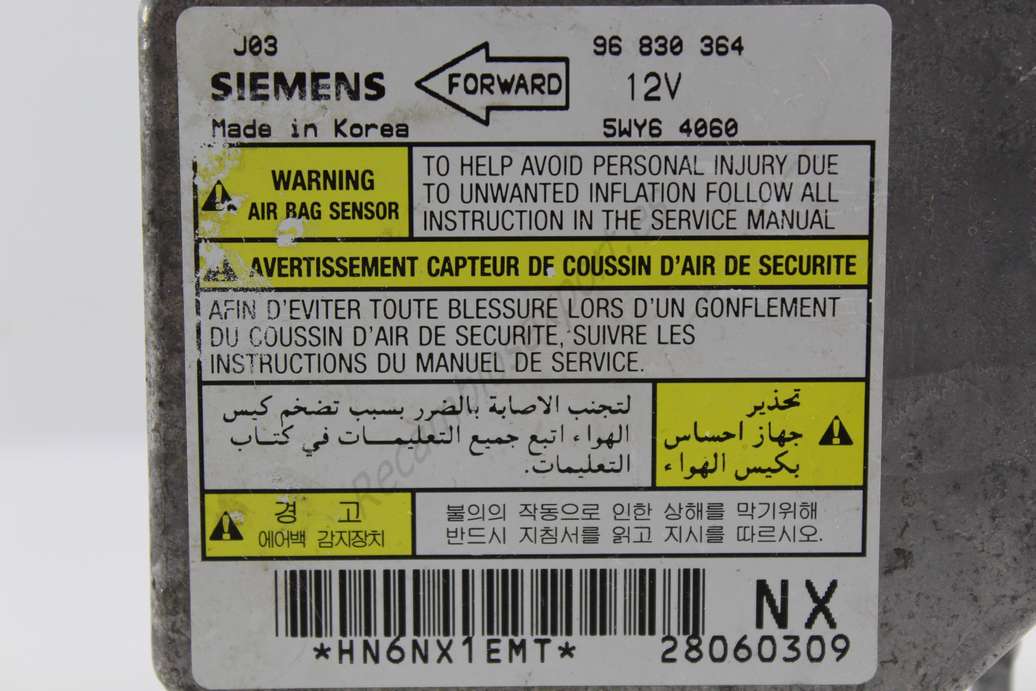 J03
96 830 364
SIEMENS
FORWARD
12V
Made in Korea
5WY6 4060
WARNING
AIR BAG SENSOR
TO HELP AVOID PERSONAL INJURY DUE
TO UNWANTED INFLATION FOLLOW ALL
INSTRUCTION IN THE SERVICE MANUAL
AVERTISSEMENT CAPTEUR DE COUSSIN D'AIR DE SECURITE
AFIN D'EVITER TOUTE BLESSURE LORS D'UN GONFLEMENT
DU COUSSIN D'AIR DE SECURITE, SUIVRE LES
INSTRUCTIONS DU MANUEL DE SERVICE.
تحذير
جهاز احساس
بكيس الهواء
لتجنب الاصابة بالضرر بسبب تضخم كيس
الهواء اتبع جميع التعليمـــات في كتـاب
التعليمات.
경 고
에어백 감지장치
불의의 작동으로 인한 상해를 막기위해
반드시 지침서를 읽고 지시를 따르시오.
NX
*HN6NX1EMT*
28060309